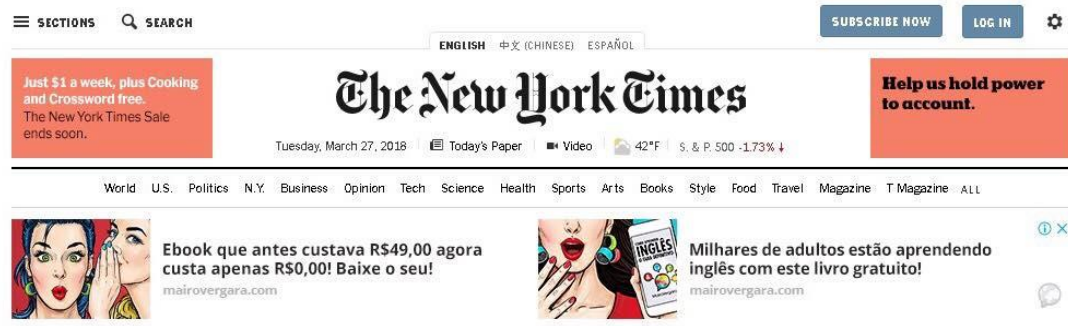 SECTIONS SEARCH SUBSCRIBE NOW LOG IN
ENGLISH 中文 (CHINESE) ESPAÑOL
Just $1 a week, plus Cooking
and Crossword free.
The New York Times Sale
ends soon.
The New York Times
Help us hold power
to account.
Tuesday, March 27, 2018 Today's Paper Video 42°F S. & P. 500 -1.73%↓
World U.S. Politics N.Y. Business Opinion Tech Science Health Sports Arts Books Style Food Travel Magazine T Magazine ALL
Ebook que antes custava R$49,00 agora
custa apenas R$0,00! Baixe o seu!
mairovergara.com
INGLÊS
Milhares de adultos estão aprendendo
inglês com este livro gratuito!
mairovergara.com